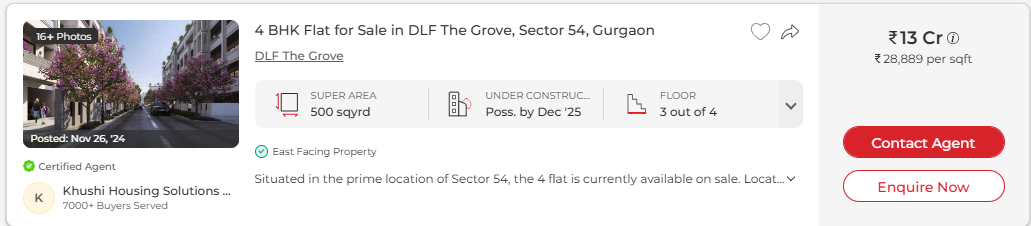 16+ Photos
Posted: Nov 26, '24
Certified Agent
K
Khushi Housing Solutions ...
7000+ Buyers Served
4 BHK Flat for Sale in DLF The Grove, Sector 54, Gurgaon
DLF The Grove
SUPER AREA
500 sqyrd
UNDER CONSTRUC...
Poss. by Dec '25
FLOOR
3 out of 4
East Facing Property
Situated in the prime location of Sector 54, the 4 flat is currently available on sale. Locat...
₹13 Cr
₹28,889 per sqft
Contact Agent
Enquire Now